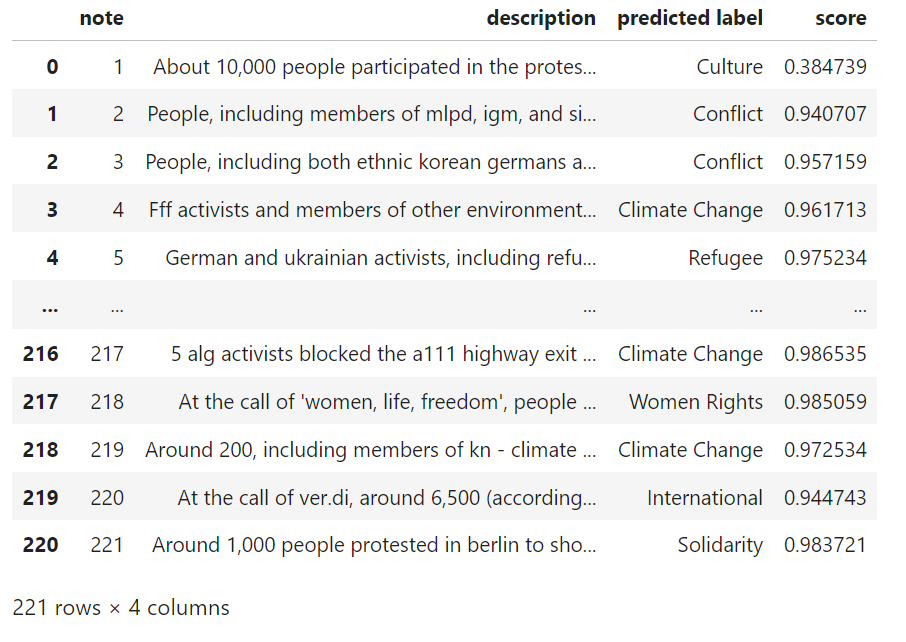 note description predicted label score
0 1 About 10,000 people participated in the protes... Culture 0.384739
1 2 People, including members of mlpd, igm, and si... Conflict 0.940707
2 3 People, including both ethnic korean germans a... Conflict 0.957159
3 4 Fff activists and members of other environment... Climate Change 0.961713
4 5 German and ukrainian activists, including refu... Refugee 0.975234
... ... ... ... ...
216 217 5 alg activists blocked the a111 highway exit ... Climate Change 0.986535
217 218 At the call of 'women, life, freedom', people ... Women Rights 0.985059
218 219 Around 200, including members of kn - climate ... Climate Change 0.972534
219 220 At the call of ver.di, around 6,500 (according... International 0.944743
220 221 Around 1,000 people protested in berlin to sho... Solidarity 0.983721
221 rows × 4 columns